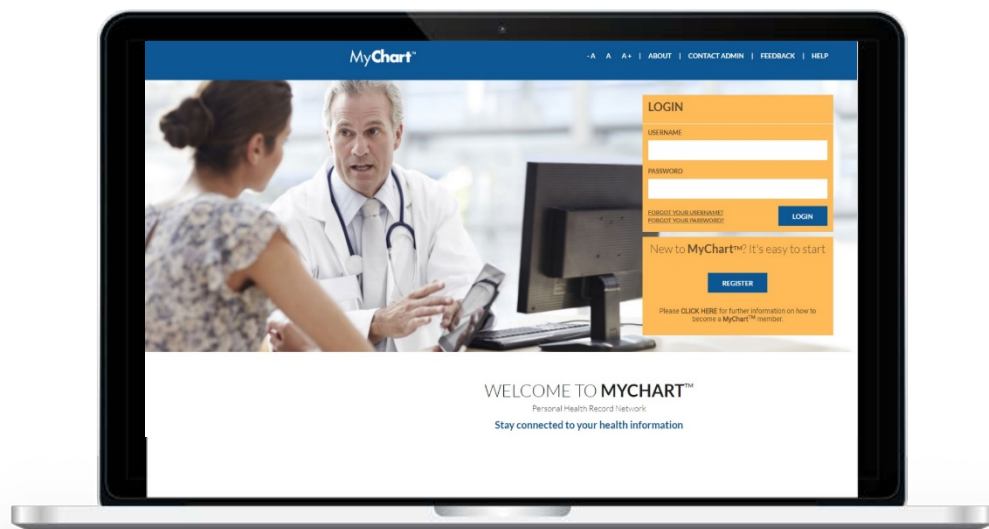 MyChart™
-A A A+ | ABOUT | CONTACT ADMIN | FEEDBACK | HELP
LOGIN
USERNAME
PASSWORD
FORGOT YOUR USERNAME?
FORGOT YOUR PASSWORD?
LOGIN
New to MyChart™? It's easy to start
REGISTER
Please CLICK HERE for further information on how to
become a MyChart™ member.
WELCOME TO MYCHART™
Personal Health Record Network
Stay connected to your health information